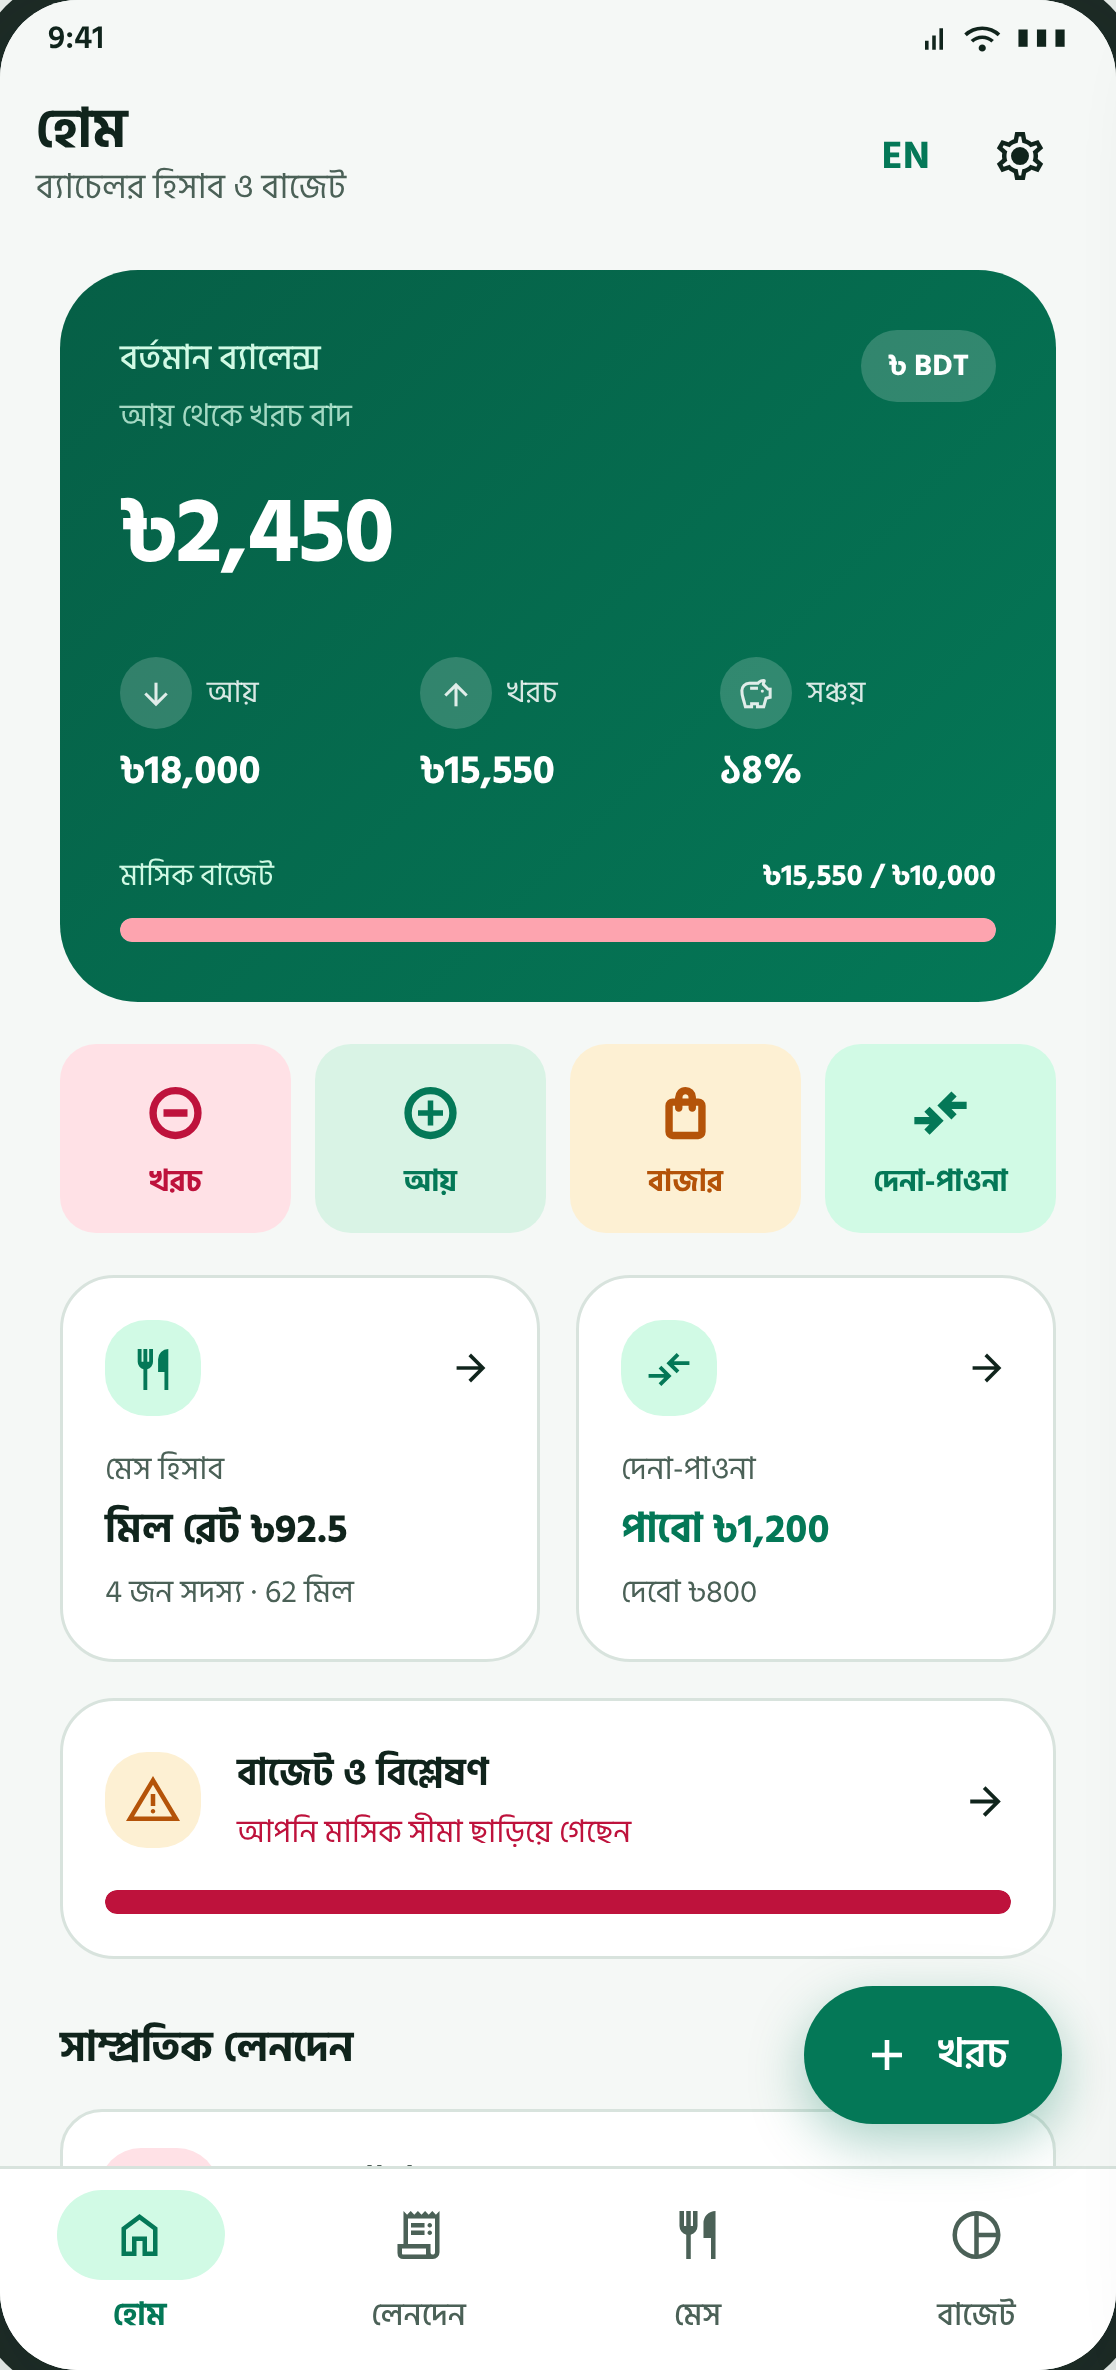 9:41
হোম
ব্যাচেলর হিসাব ও বাজেট
EN
বর্তমান ব্যালেন্স
৳ BDT
আয় থেকে খরচ বাদ
৳2,450
আয়
খরচ
সঞ্চয়
৳18,000
৳15,550
১8%
মাসিক বাজেট
৳15,550 / ৳10,000
খরচ
আয়
বাজার
দেনা-পাওনা
মেস হিসাব
মিল রেট ৳92.5
4 জন সদস্য · 62 মিল
দেনা-পাওনা
পাবো ৳1,200
দেবো ৳800
বাজেট ও বিশ্লেষণ
আপনি মাসিক সীমা ছাড়িয়ে গেছেন
সাম্প্রতিক লেনদেন
+ খরচ
হোম
লেনদেন
মেস
বাজেট